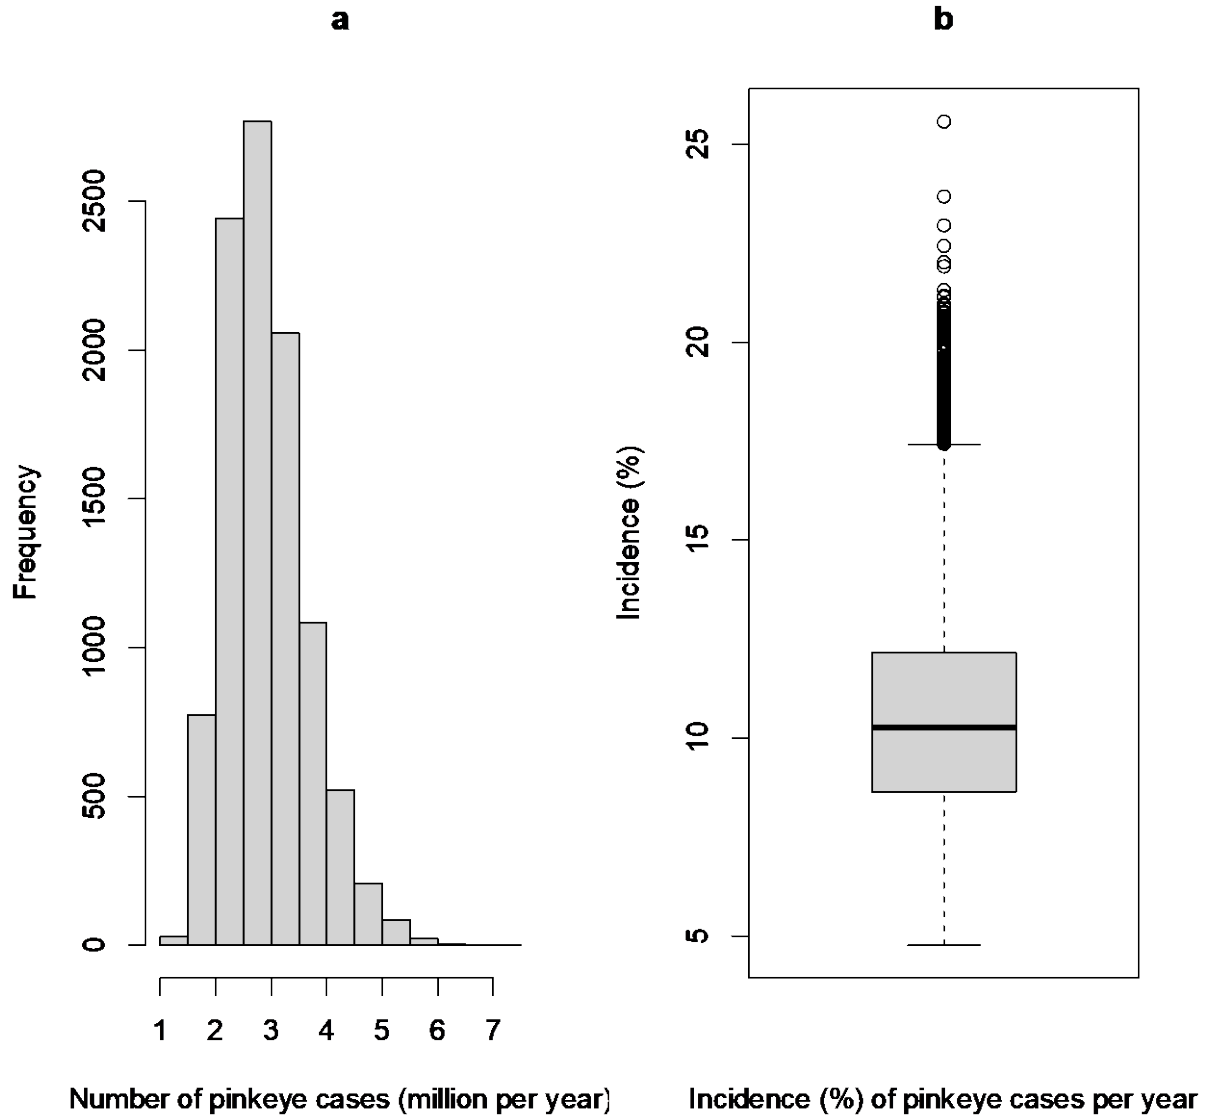 a
b
Frequency
0
500
1000
1500
2000
2500
1 2 3 4 5 6 7
Number of pinkeye cases (million per year)
Incidence (%)
5
10
15
20
25
Incidence (%) of pinkeye cases per year